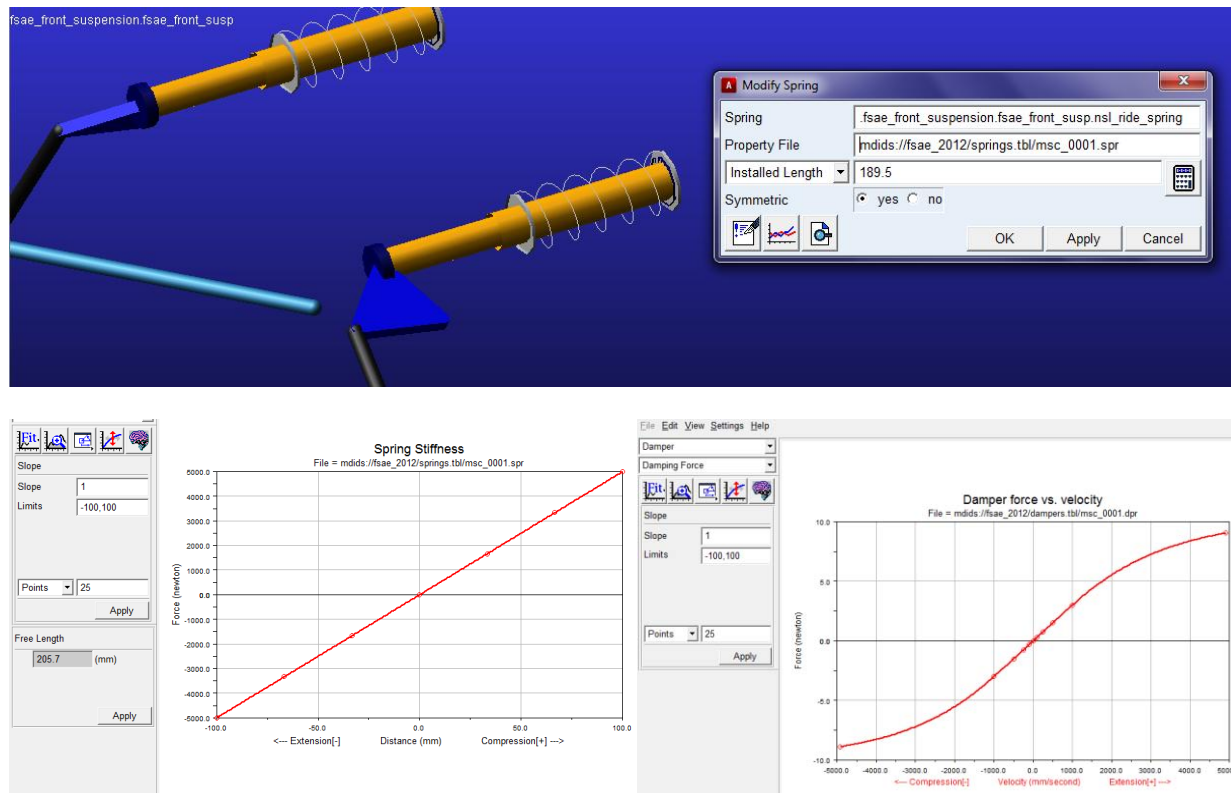 fsae_front_suspension.fsae_front_susp
Modify Spring
Spring .fsae_front_suspension.fsae_front_susp.nsl_ride_spring
Property File mdids://fsae_2012/springs.tbl/msc_0001.spr
Installed Length 189.5
Symmetric yes no
OK Apply Cancel
Fit.
Slope
Slope 1
Limits -100,100
Points 25
Apply
Free Length
205.7 (mm)
Apply
Spring Stiffness
File = mdids://fsae_2012/springs.tbl/msc_0001.spr
5000.0
4000.0
3000.0
2000.0
1000.0
0.0
-1000.0
-2000.0
-3000.0
-4000.0
-5000.0
Force (newton)
-100.0 -50.0 0.0 50.0 100.0
<--- Extension[-] Distance (mm) Compression[+] --->
File Edit View Settings Help
Damper
Damping Force
Fit.
Slope
Slope 1
Limits -100,100
Points 25
Apply
Damper force vs. velocity
File = mdids://fsae_2012/dampers.tbl/msc_0001.dpr
10.0
5.0
0.0
-5.0
-10.0
Force (newton)
-5000.0 -4000.0 -3000.0 -2000.0 -1000.0 0.0 1000.0 2000.0 3000.0 4000.0
<--- Compression[-] Velocity (mm/second) Extension[+] --->